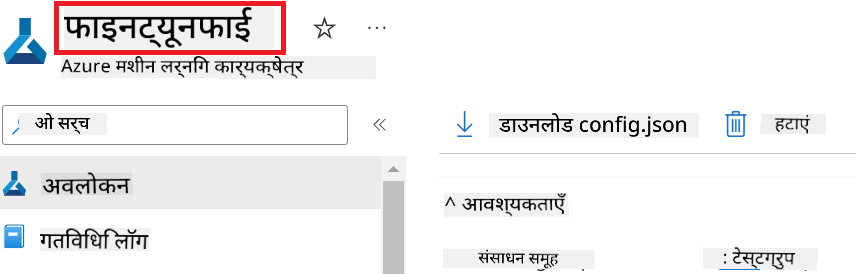 फाइनट्यूनफाई
Azure मशीन लर्निंग कार्यक्षेत्र
ओ सर्च
डाउनलोड config.json हटाएं
अवलोकन
^ आवश्यकताएँ
गतिविधि लॉग
संसाधन समूह : टेस्टग्रुप